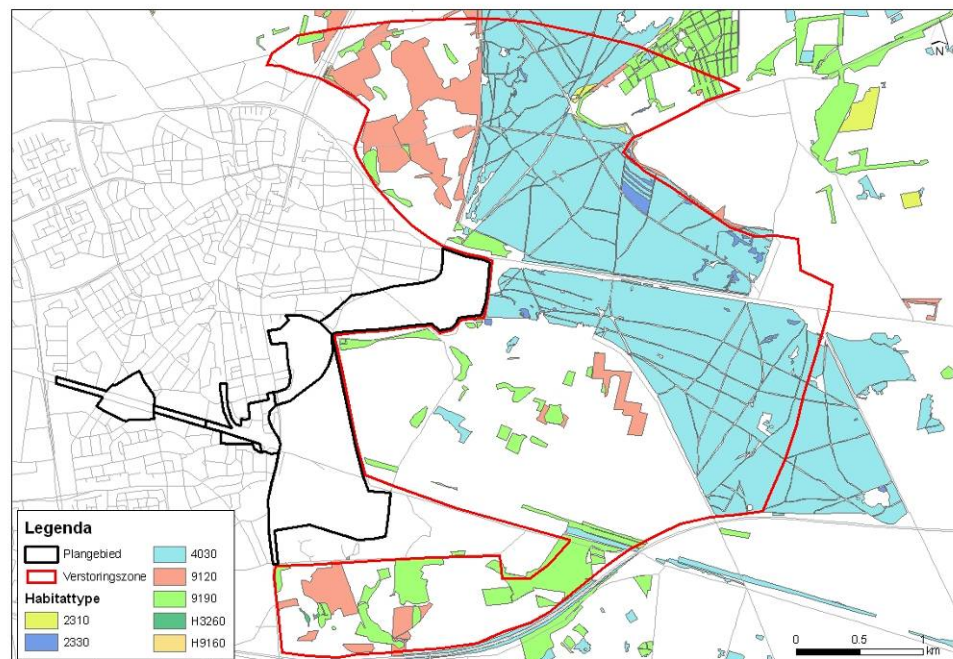 N
Legenda
Plangebied
Verstoringszone
Habitattype
2310
2330
4030
9120
9190
H3260
H9160
0 0.5 1
km